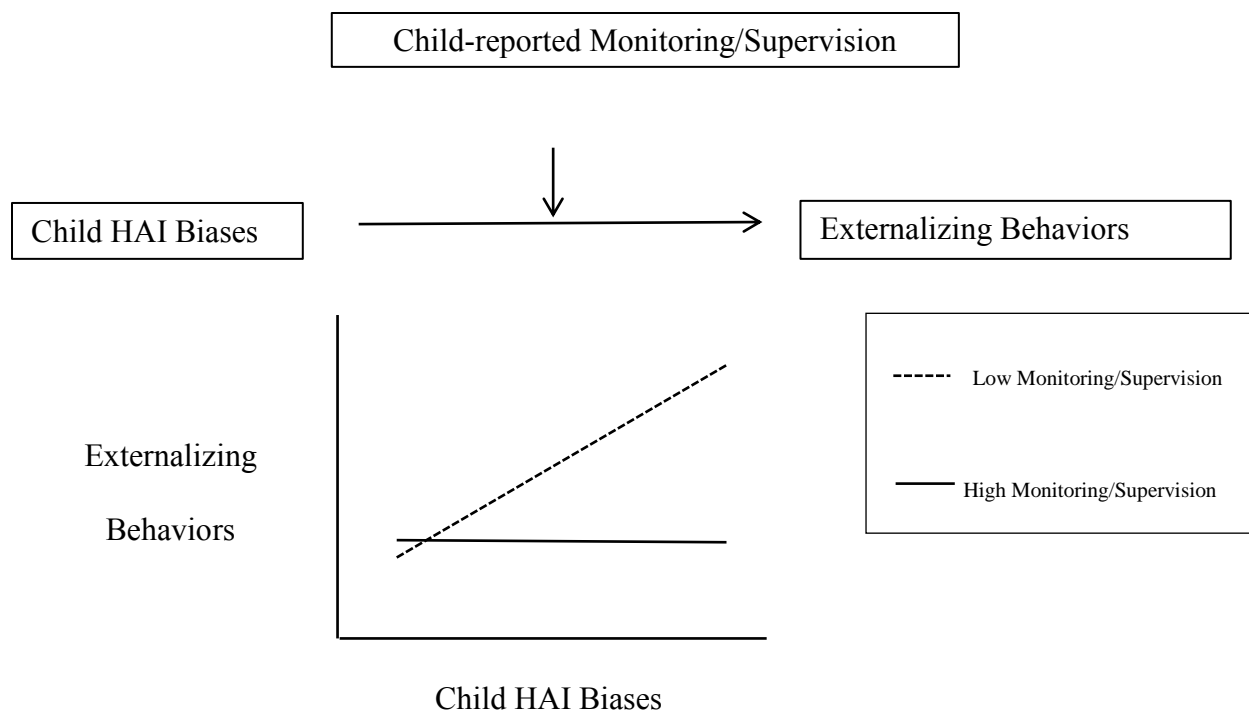 Child-reported Monitoring/Supervision
Child HAI Biases
Externalizing Behaviors
Low Monitoring/Supervision
Externalizing
High Monitoring/Supervision
Behaviors
Child HAI Biases